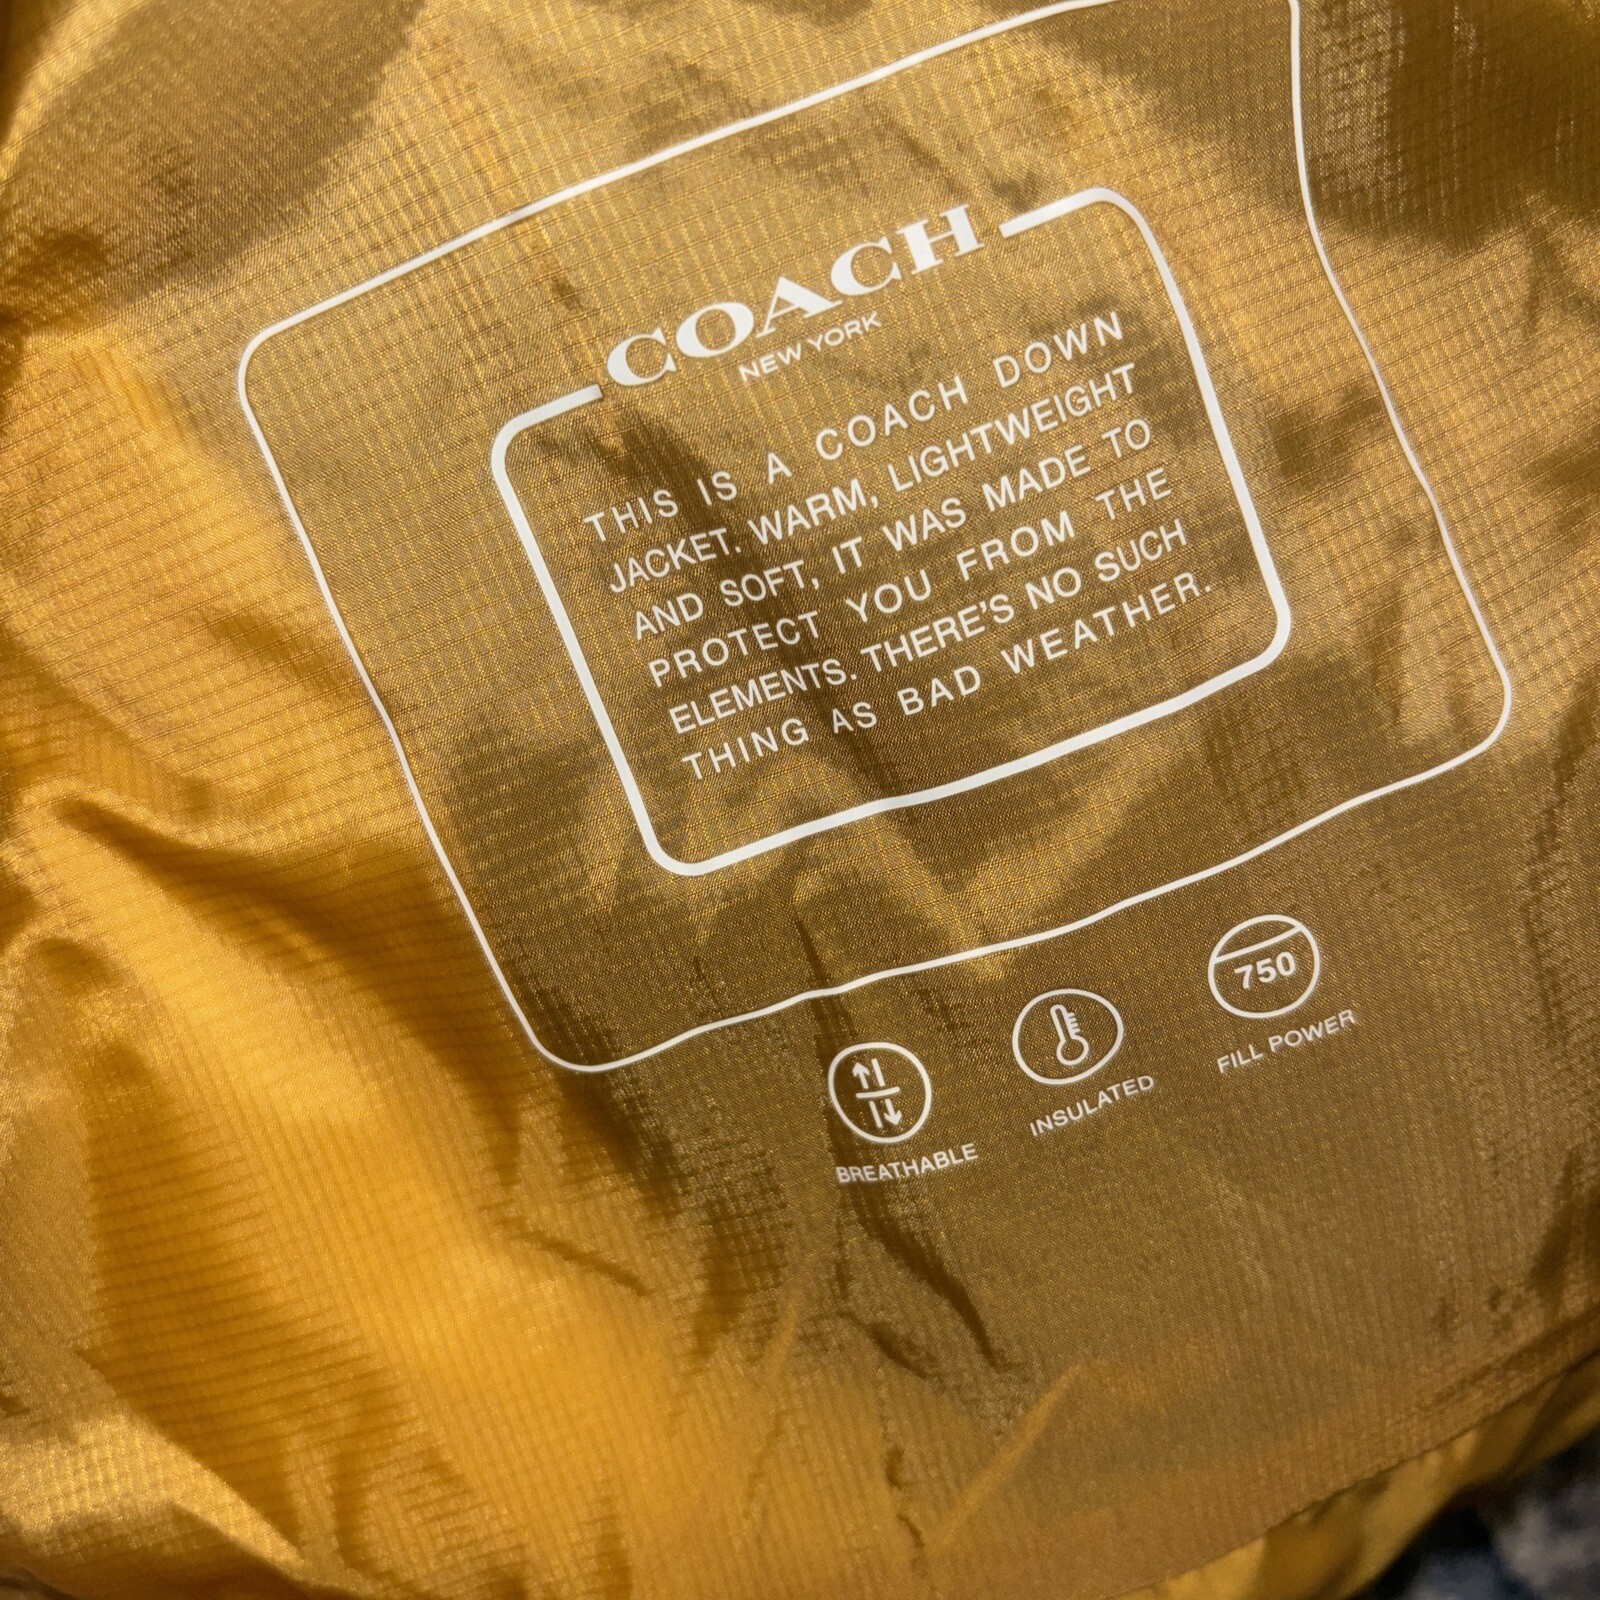 COACH
NEW YORK
THIS IS A COACH DOWN
JACKET. WARM, LIGHTWEIGHT
AND SOFT, IT WAS MADE TO
PROTECT YOU FROM THE
ELEMENTS. THERE'S NO SUCH
THING AS BAD WEATHER.
BREATHABLE
INSULATED
750
FILL POWER